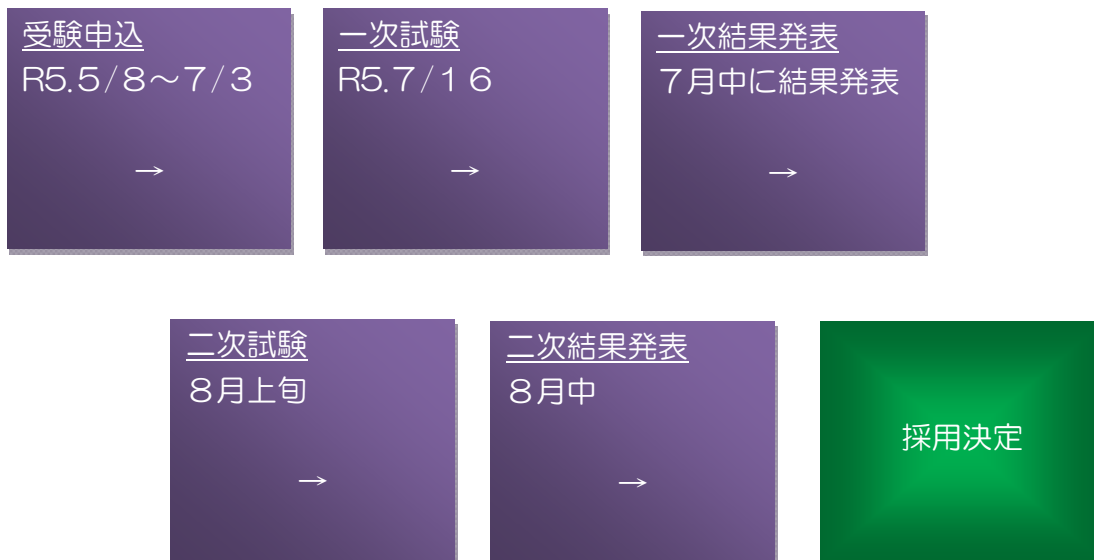 受験申込
R5.5/8～7/3
→
一次試験
R5.7/１６
→
一次結果発表
７月中に結果発表
→
二次試験
８月上旬
→
二次結果発表
８月中
→
採用決定